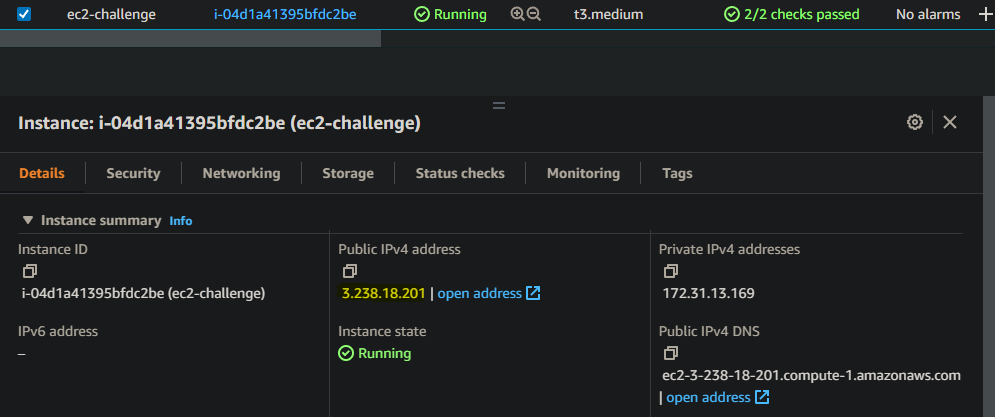 ec2-challenge i-04d1a41395bfdc2be Running t3.medium 2/2 checks passed No alarms
Instance: i-04d1a41395bfdc2be (ec2-challenge)
Details Security Networking Storage Status checks Monitoring Tags
Instance summary Info
Instance ID
i-04d1a41395bfdc2be (ec2-challenge)
Public IPv4 address
3.238.18.201 | open address
Private IPv4 addresses
172.31.13.169
IPv6 address
–
Instance state
Running
Public IPv4 DNS
ec2-3-238-18-201.compute-1.amazonaws.com
| open address